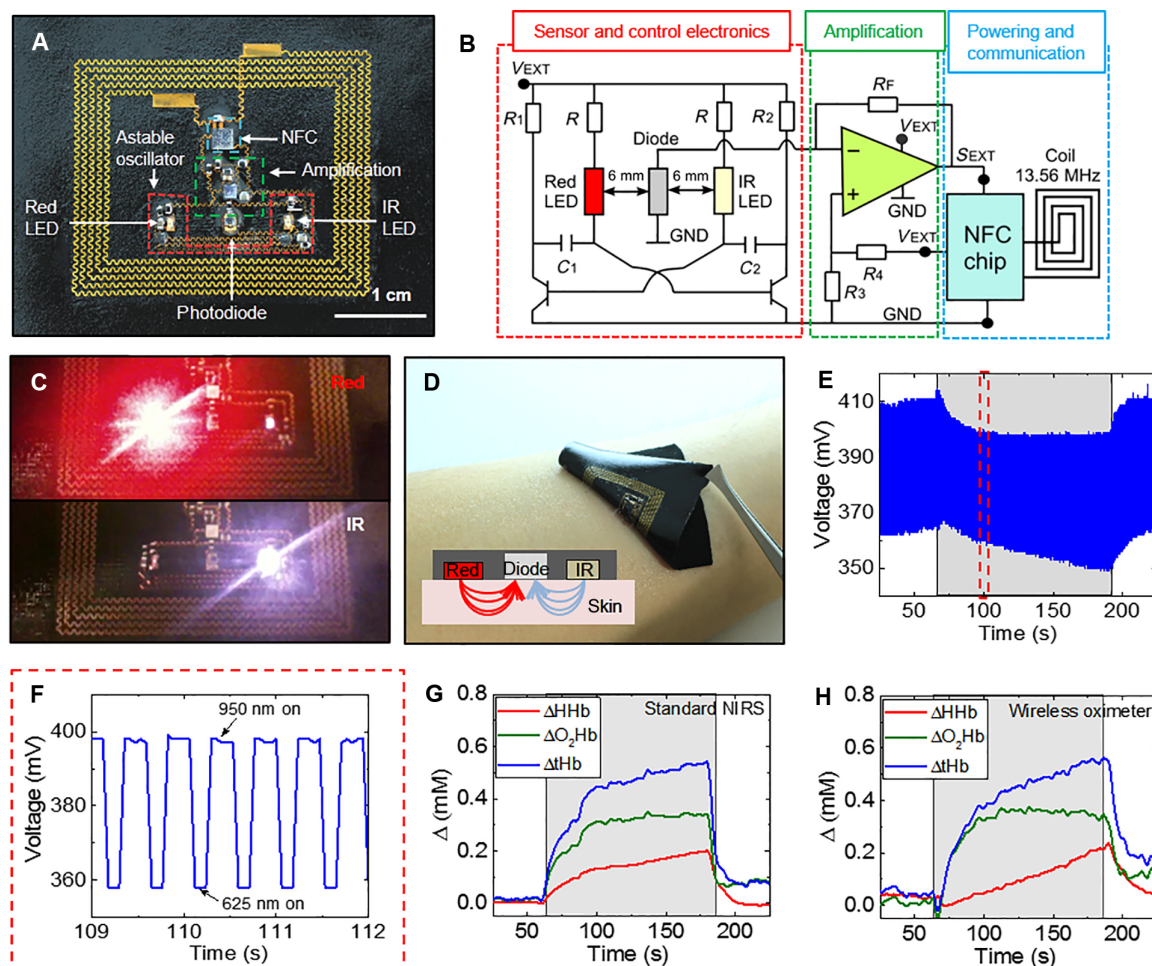 A
Astable
oscillator
NFC
Amplification
Red
LED
IR
LED
Photodiode
1 cm
B
Sensor and control electronics
Amplification
Powering and
communication
VEXT
R1
R
Diode
R
R2
RF
VEXT
SEXT
Coil
13.56 MHz
6 mm
6 mm
Red
LED
IR
LED
GND
GND
C1
C2
VEXT
R4
R3
NFC
chip
GND
C
Red
IR
D
Red
Diode
IR
Skin
E
Voltage (mV)
410
390
360
350
50
100
150
200
Time (s)
F
950 nm on
625 nm on
Voltage (mV)
400
380
360
109
110
111
112
Time (s)
G
Standard NIRS
ΔHHb
ΔO2Hb
ΔtHb
Δ (mM)
0.8
0.6
0.4
0.2
0.0
50
100
150
200
Time (s)
H
Wireless oximeter
ΔHHb
ΔO2Hb
ΔtHb
Δ (mM)
0.8
0.6
0.4
0.2
0.0
50
100
150
200
Time (s)